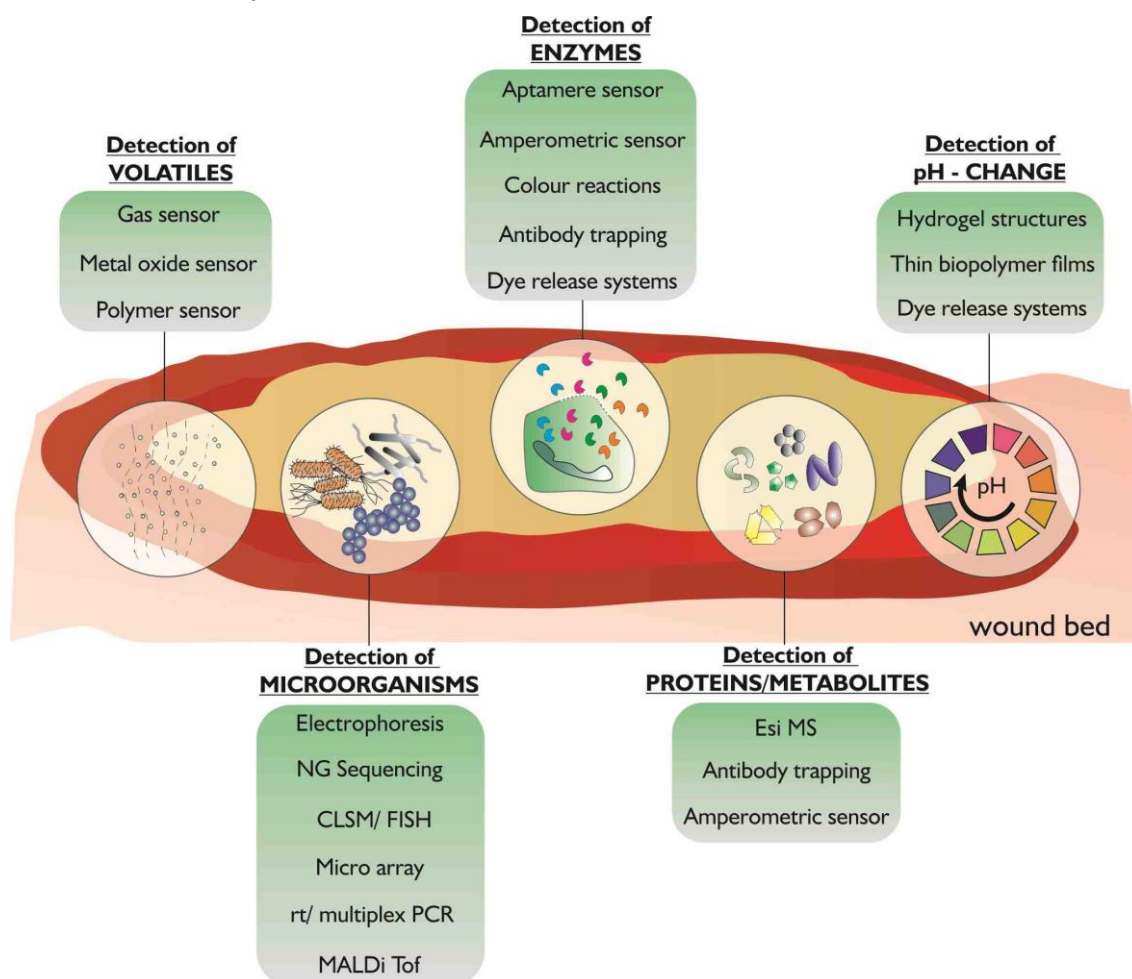 Detection of
ENZYMES
Aptamere sensor
Amperometric sensor
Colour reactions
Antibody trapping
Dye release systems
Detection of
VOLATILES
Gas sensor
Metal oxide sensor
Polymer sensor
Detection of
pH - CHANGE
Hydrogel structures
Thin biopolymer films
Dye release systems
pH
wound bed
Detection of
MICROORGANISMS
Electrophoresis
NG Sequencing
CLSM/ FISH
Micro array
rt/ multiplex PCR
MALDi Tof
Detection of
PROTEINS/METABOLITES
Esi MS
Antibody trapping
Amperometric sensor